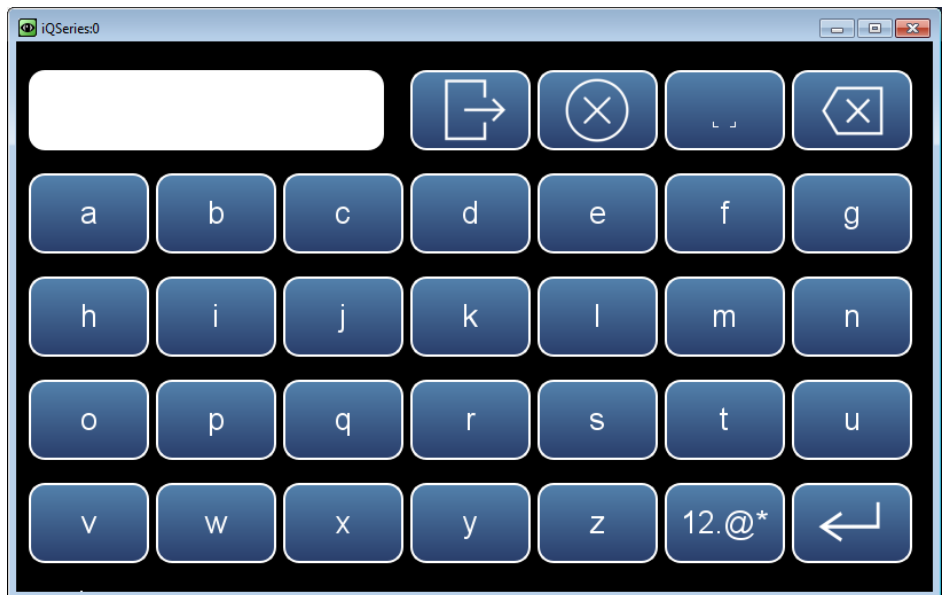 iQSeries:0
a b c d e f g
h i j k l m n
o p q r s t u
v w x y z 12.@*